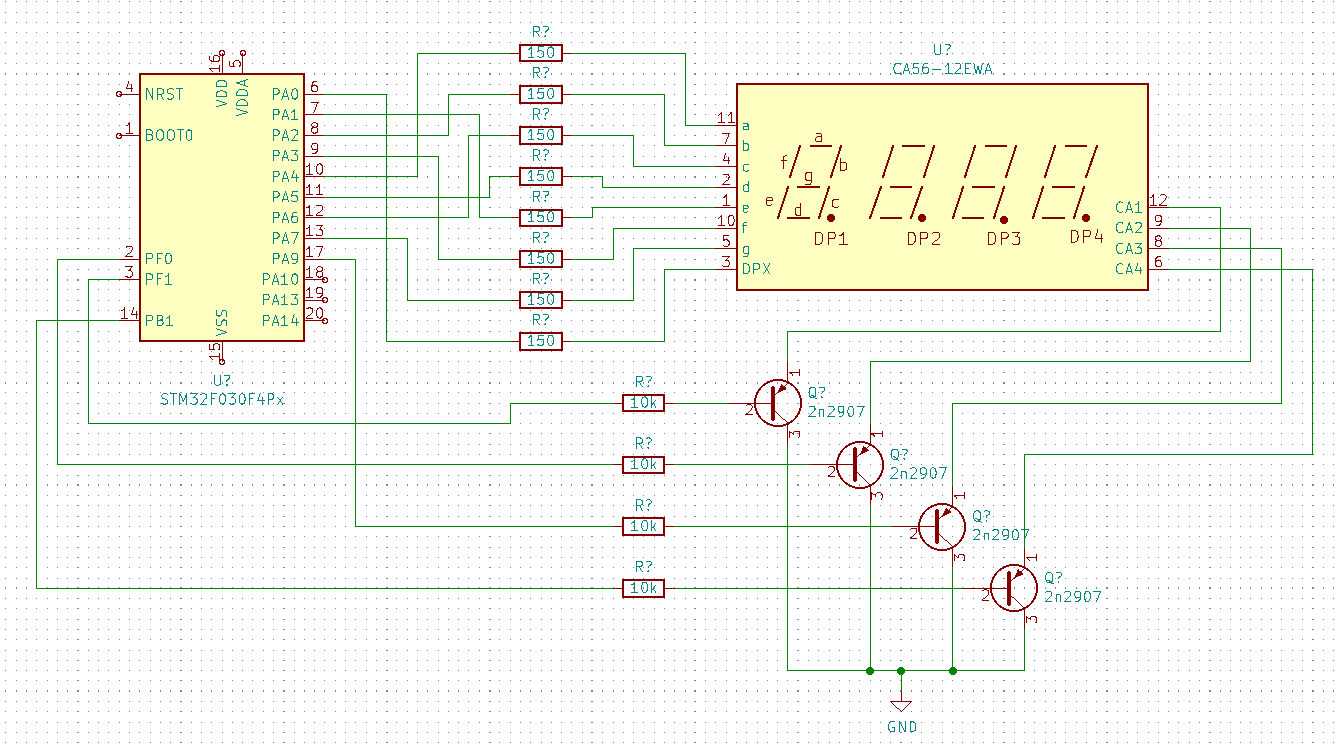 R?
150
R?
150
R?
150
R?
150
R?
150
R?
150
R?
150
R?
150
16 5
VDD VDDA
4 NRST
1 BOOT0
2 PF0
3 PF1
14 PB1
PA0 6
PA1 7
PA2 8
PA3 9
PA4 10
PA5 11
PA6 12
PA7 13
PA9 17
PA10 18
PA13 19
PA14 20
VSS
15
U?
STM32F030F4Px
U?
CA56-12EWA
11 a
7 b
4 c
2 d
1 e
10 f
5 g
3 DPX
a
f b
g
e c
d
DP1 DP2 DP3 DP4
CA1 12
CA2 9
CA3 8
CA4 6
R?
10k
R?
10k
R?
10k
R?
10k
1
2
3
Q?
2n2907
1
2
3
Q?
2n2907
1
2
3
Q?
2n2907
1
2
3
Q?
2n2907
GND